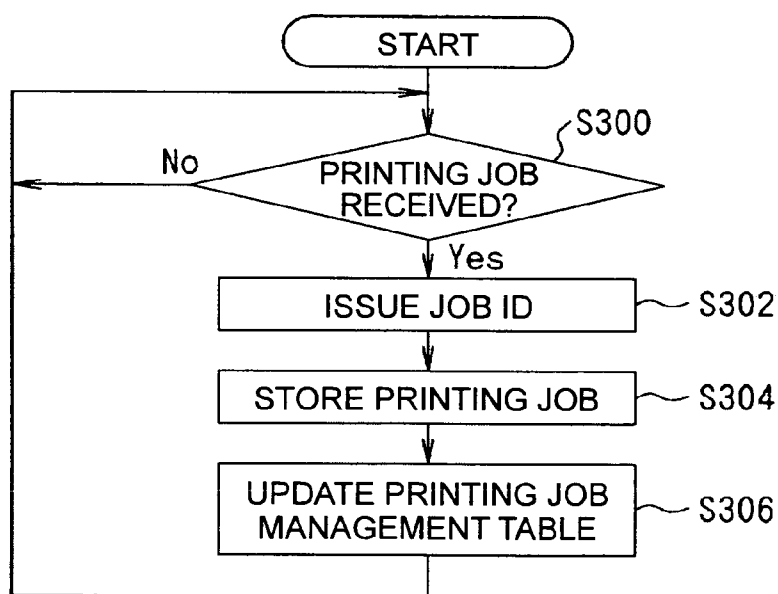 START
S300
No
PRINTING JOB
RECEIVED?
Yes
ISSUE JOB ID
S302
STORE PRINTING JOB
S304
UPDATE PRINTING JOB
MANAGEMENT TABLE
S306